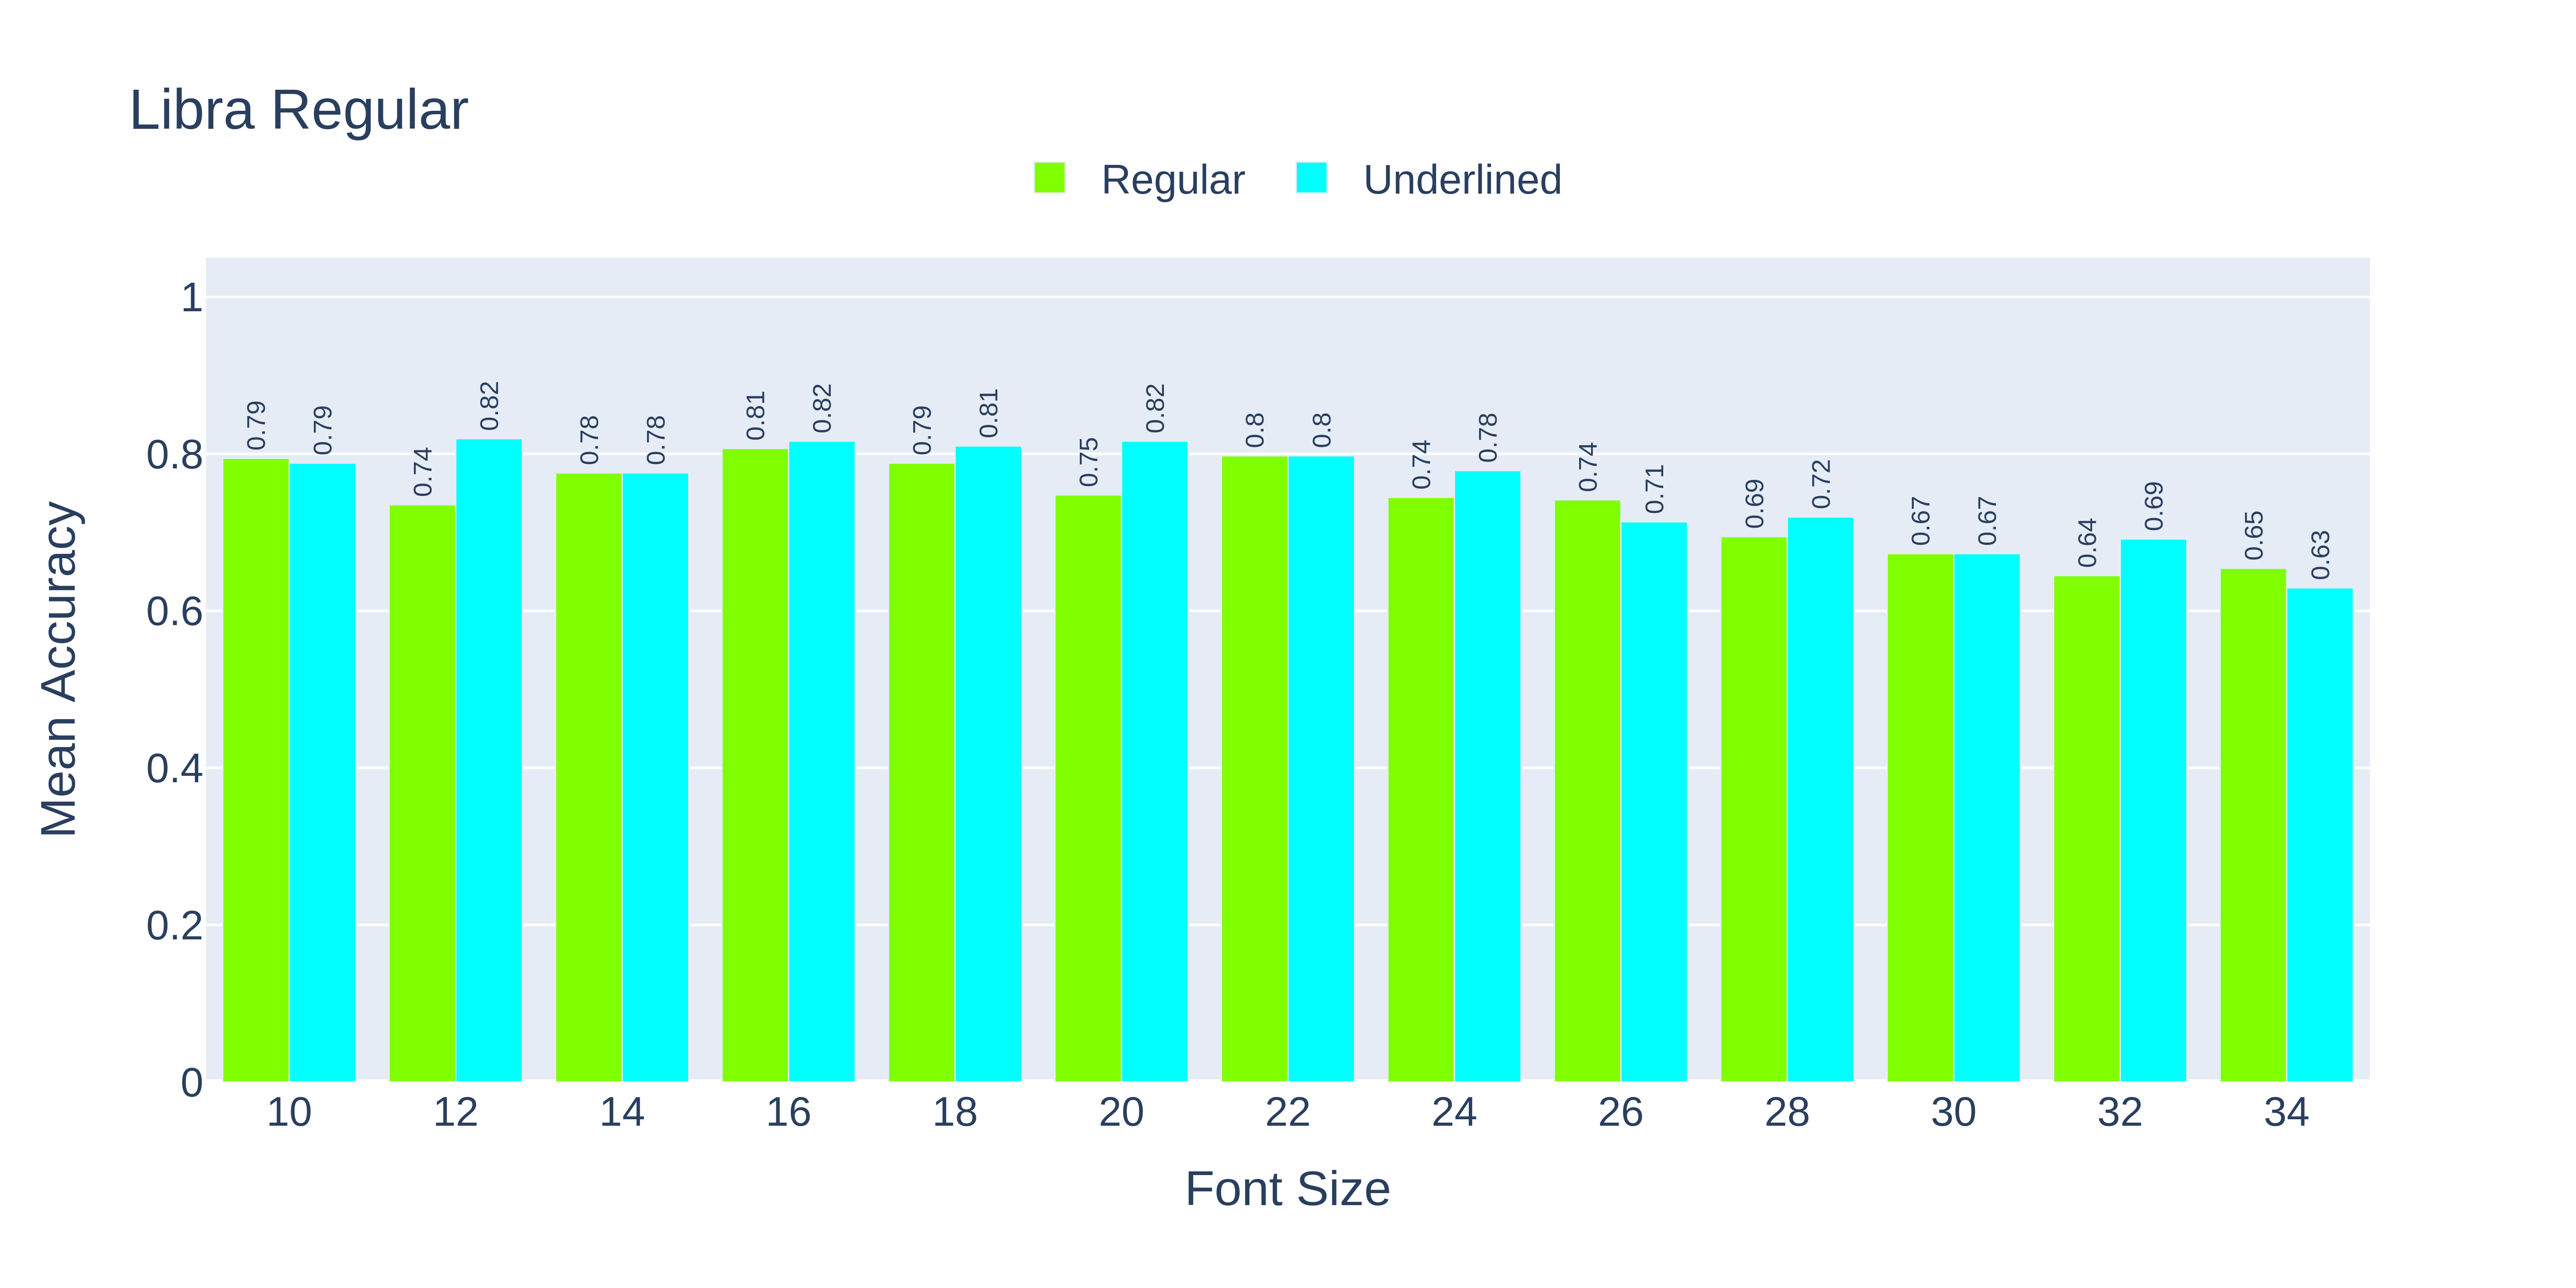 Libra Regular
Regular Underlined
Mean Accuracy
1
0.8
0.6
0.4
0.2
0
0.79 0.79 0.74 0.82 0.78 0.78 0.81 0.82 0.79 0.81 0.75 0.82 0.8 0.8 0.74 0.78 0.74 0.71 0.69 0.72 0.67 0.67 0.64 0.69 0.65 0.63
10 12 14 16 18 20 22 24 26 28 30 32 34
Font Size